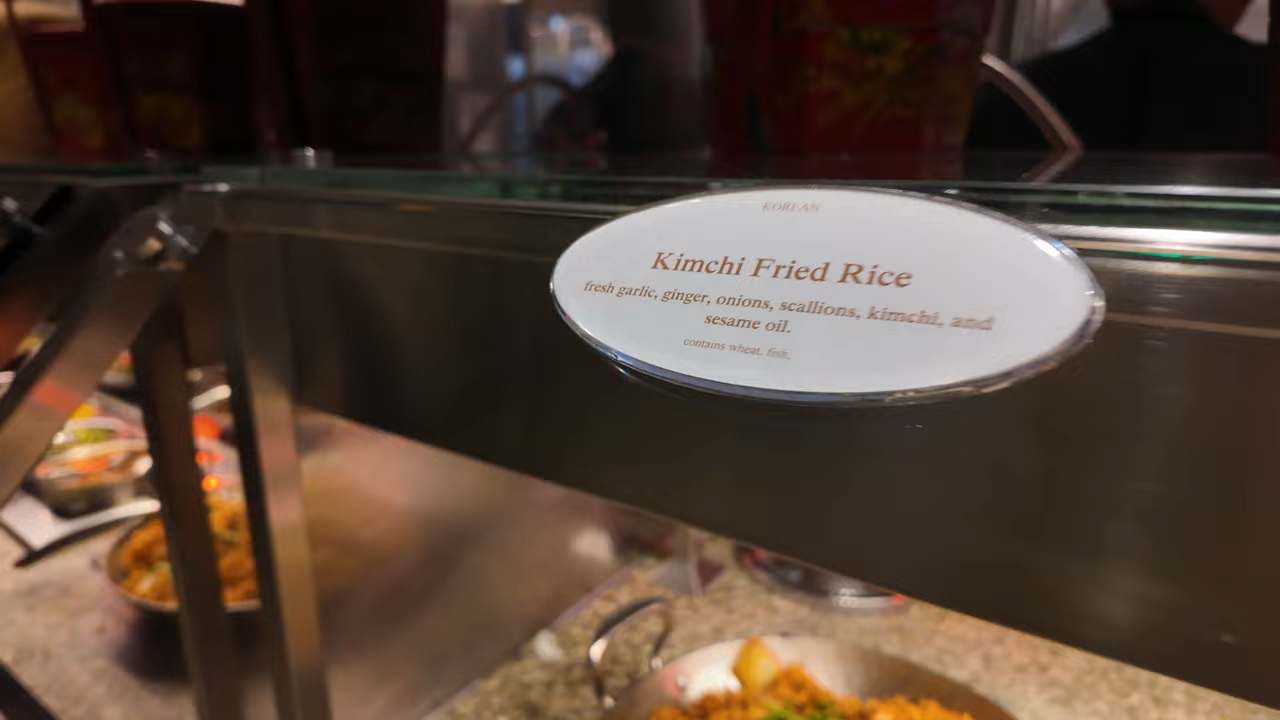 KOREAN
Kimchi Fried Rice
fresh garlic, ginger, onions, scallions, kimchi, and
sesame oil.
contains wheat, fish.